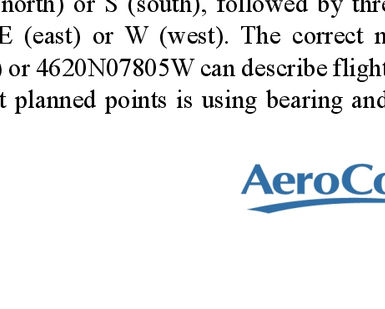 north) or S (south), followed by thre
E (east) or W (west). The correct n
) or 4620N07805W can describe flight
t planned points is using bearing and
AeroCo